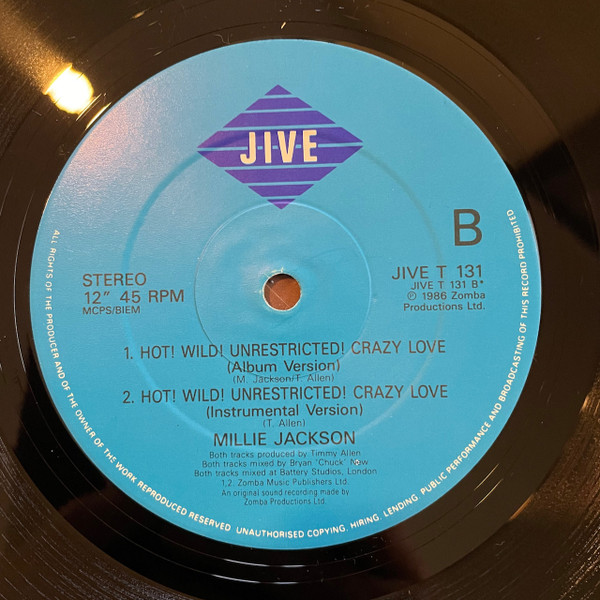 JIVE
B
STEREO
12" 45 RPM
MCPS/BIEM
JIVE T 131
JIVE T 131 B*
℗ 1986 Zomba
Productions Ltd.
1. HOT! WILD! UNRESTRICTED! CRAZY LOVE
(Album Version)
(M. Jackson/T. Allen)
2. HOT! WILD! UNRESTRICTED! CRAZY LOVE
(Instrumental Version)
(T. Allen)
MILLIE JACKSON
Both tracks produced by Timmy Allen
Both tracks mixed by Bryan 'Chuck' New
Both tracks mixed at Battery Studios, London
1,2. Zomba Music Publishers Ltd.
An original sound recording made by
Zomba Productions Ltd.
ALL RIGHTS OF THE PRODUCER AND OF THE OWNER OF THE WORK REPRODUCED RESERVED UNAUTHORISED COPYING, HIRING, LENDING, PUBLIC PERFORMANCE AND BROADCASTING OF THIS RECORD PROHIBITED